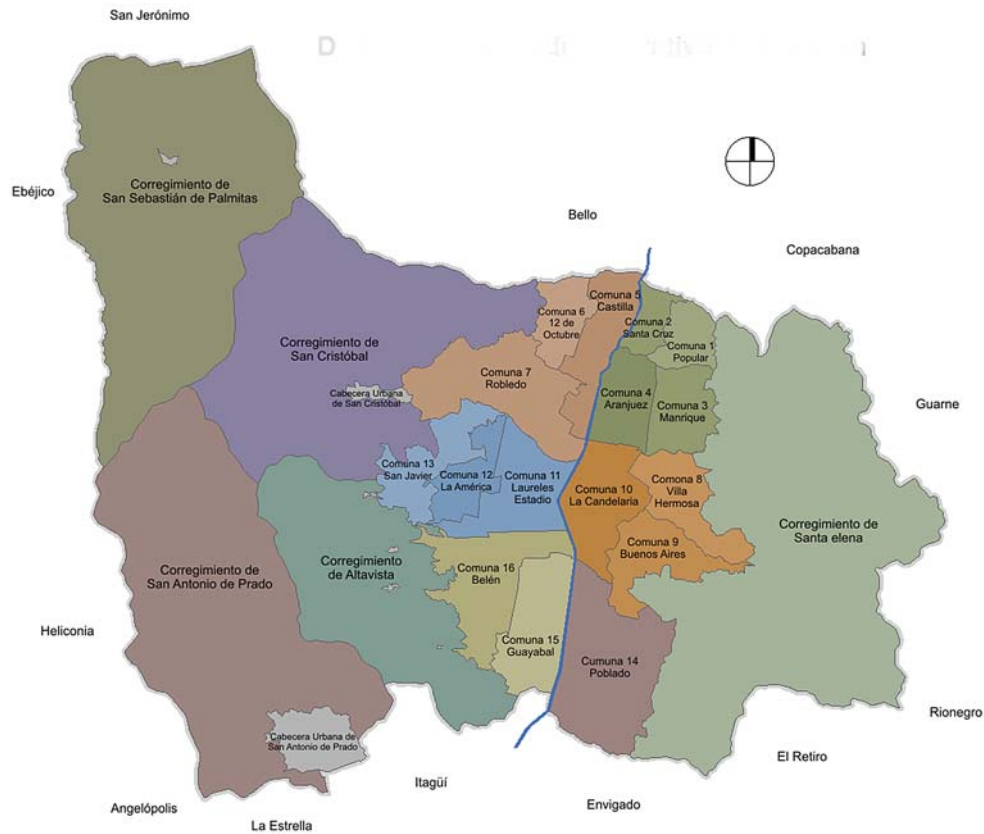 San Jerónimo
Ebéjico
Corregimiento de
San Sebastián de Palmitas
Bello
Copacabana
Corregimiento de
San Cristóbal
Cabecera Urbana
de San Cristóbal
Comuna 6
12 de
Octubre
Comuna 5
Castilla
Comuna 2
Santa Cruz
Comuna 1
Popular
Comuna 7
Robledo
Comuna 4
Aranjuez
Comuna 3
Manrique
Guarne
Comuna 13
San Javier
Comuna 12
La América
Comuna 11
Laureles
Estadio
Comuna 10
La Candelaria
Comona 8
Villa
Hermosa
Comuna 9
Buenos Aires
Corregimiento de
Santa elena
Corregimiento de
San Antonio de Prado
Corregimiento
de Altavista
Comuna 16
Belén
Comuna 15
Guayabal
Cumuna 14
Poblado
Heliconia
Cabecera Urbana de
San Antonio de Prado
Rionegro
El Retiro
Itagüí
Envigado
Angelópolis
La Estrella